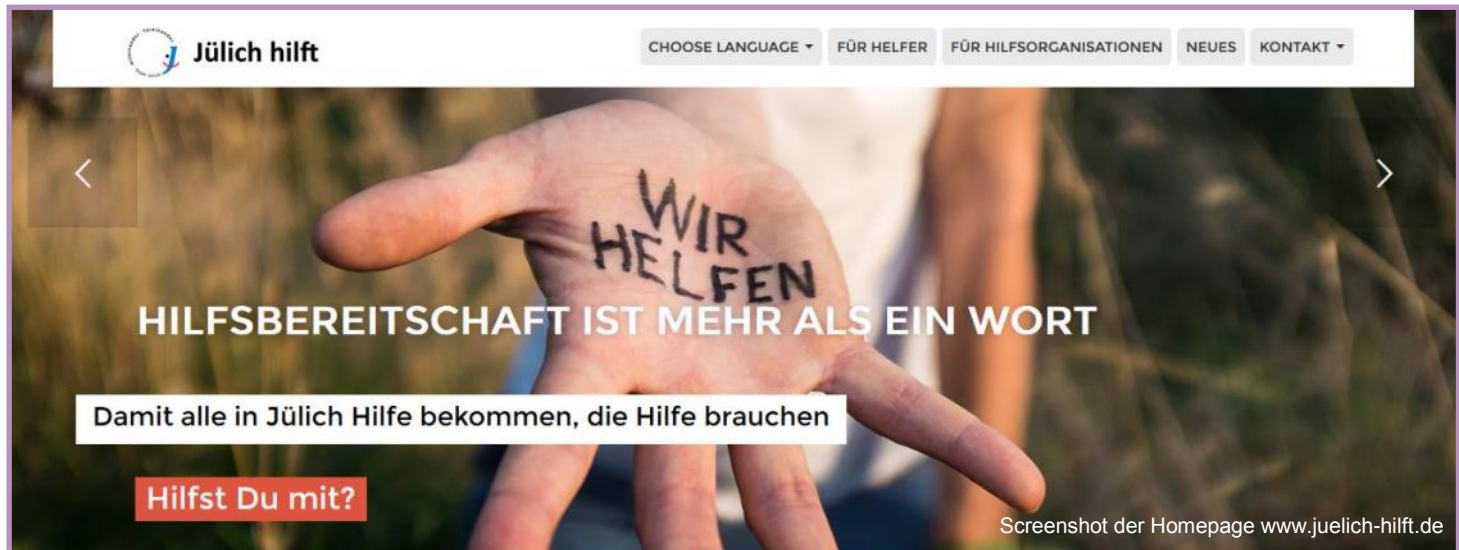 Jülich hilft
CHOOSE LANGUAGE
FÜR HELFER
FÜR HILFSORGANISATIONEN
NEUES
KONTAKT
WIR
HELFEN
HILFSBEREITSCHAFT IST MEHR ALS EIN WORT
Damit alle in Jülich Hilfe bekommen, die Hilfe brauchen
Hilfst Du mit?
Screenshot der Homepage www.juelich-hilft.de